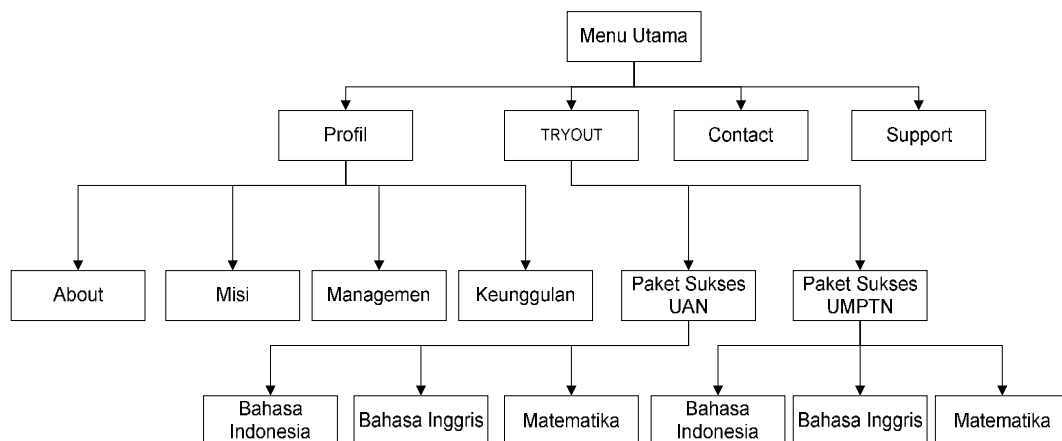 Menu Utama
Profil
TRYOUT
Contact
Support
About
Misi
Managemen
Keunggulan
Paket Sukses
UAN
Paket Sukses
UMPTN
Bahasa
Indonesia
Bahasa Inggris
Matematika
Bahasa
Indonesia
Bahasa Inggris
Matematika